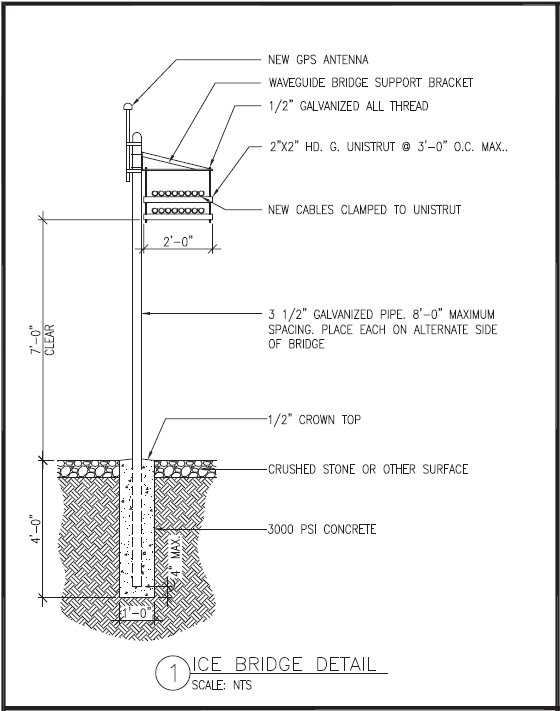 NEW GPS ANTENNA
WAVEGUIDE BRIDGE SUPPORT BRACKET
1/2" GALVANIZED ALL THREAD
2"X2" HD. G. UNISTRUT @ 3'-0" O.C. MAX..
NEW CABLES CLAMPED TO UNISTRUT
2'-0"
3 1/2" GALVANIZED PIPE. 8'-0" MAXIMUM
SPACING. PLACE EACH ON ALTERNATE SIDE
OF BRIDGE
7'-0"
CLEAR
1/2" CROWN TOP
CRUSHED STONE OR OTHER SURFACE
4'-0"
3000 PSI CONCRETE
4" MAX.
1'-0"
1 ICE BRIDGE DETAIL
SCALE: NTS